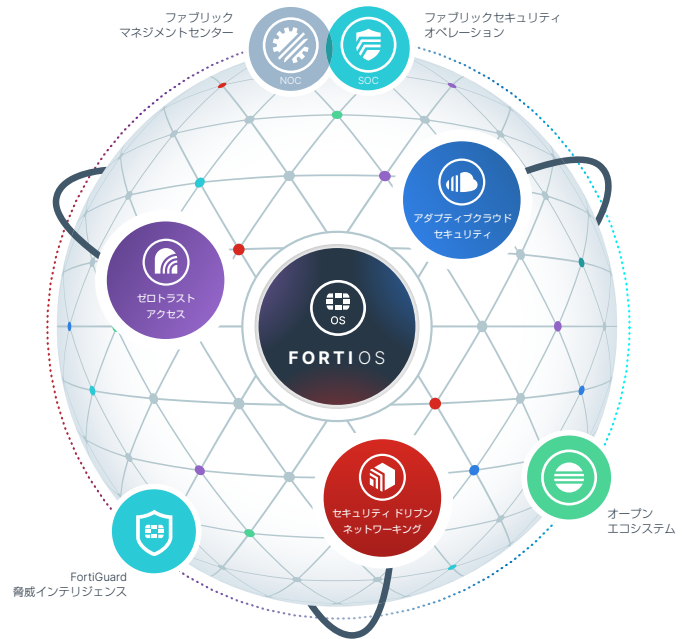 ファブリック
マネジメントセンター
ファブリックセキュリティ
オペレーション
NOC
SOC
アダプティブクラウド
セキュリティ
ゼロトラスト
アクセス
OS
FORTIOS
セキュリティ ドリブン
ネットワーキング
オープン
エコシステム
FortiGuard
脅威インテリジェンス